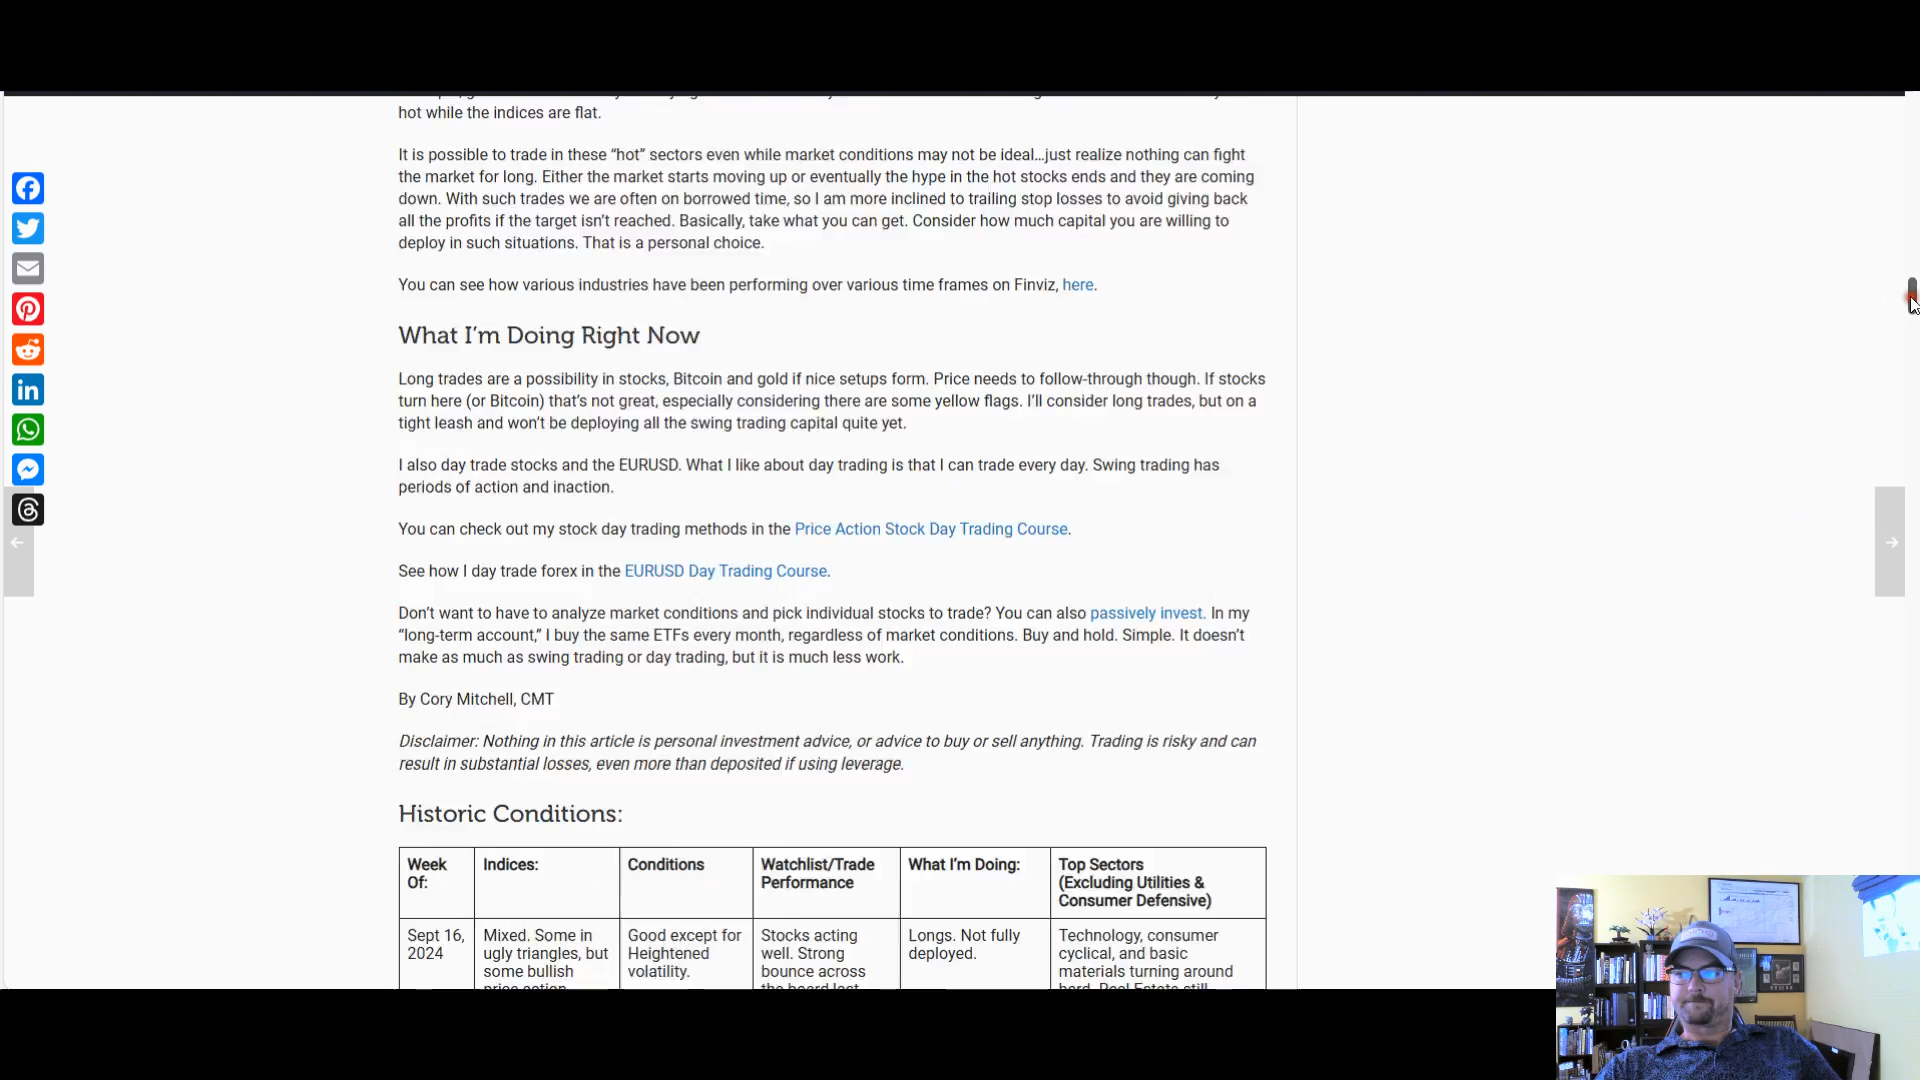 hot while the indices are flat.
It is possible to trade in these “hot” sectors even while market conditions may not be ideal…just realize nothing can fight
the market for long. Either the market starts moving up or eventually the hype in the hot stocks ends and they are coming
down. With such trades we are often on borrowed time, so I am more inclined to trailing stop losses to avoid giving back
all the profits if the target isn’t reached. Basically, take what you can get. Consider how much capital you are willing to
deploy in such situations. That is a personal choice.
You can see how various industries have been performing over various time frames on Finviz, here.
What I’m Doing Right Now
Long trades are a possibility in stocks, Bitcoin and gold if nice setups form. Price needs to follow-through though. If stocks
turn here (or Bitcoin) that’s not great, especially considering there are some yellow flags. I’ll consider long trades, but on a
tight leash and won’t be deploying all the swing trading capital quite yet.
I also day trade stocks and the EURUSD. What I like about day trading is that I can trade every day. Swing trading has
periods of action and inaction.
You can check out my stock day trading methods in the Price Action Stock Day Trading Course.
See how I day trade forex in the EURUSD Day Trading Course.
Don’t want to have to analyze market conditions and pick individual stocks to trade? You can also passively invest. In my
“long-term account,” I buy the same ETFs every month, regardless of market conditions. Buy and hold. Simple. It doesn’t
make as much as swing trading or day trading, but it is much less work.
By Cory Mitchell, CMT
Disclaimer: Nothing in this article is personal investment advice, or advice to buy or sell anything. Trading is risky and can
result in substantial losses, even more than deposited if using leverage.
Historic Conditions:
Week
Of:
Indices:
Conditions
Watchlist/Trade
Performance
What I’m Doing:
Top Sectors
(Excluding Utilities &
Consumer Defensive)
Sept 16,
2024
Mixed. Some in
ugly triangles, but
some bullish
price action
Good except for
Heightened
volatility.
Stocks acting
well. Strong
bounce across
the board last
Longs. Not fully
deployed.
Technology, consumer
cyclical, and basic
materials turning around
hard. Real Estate still